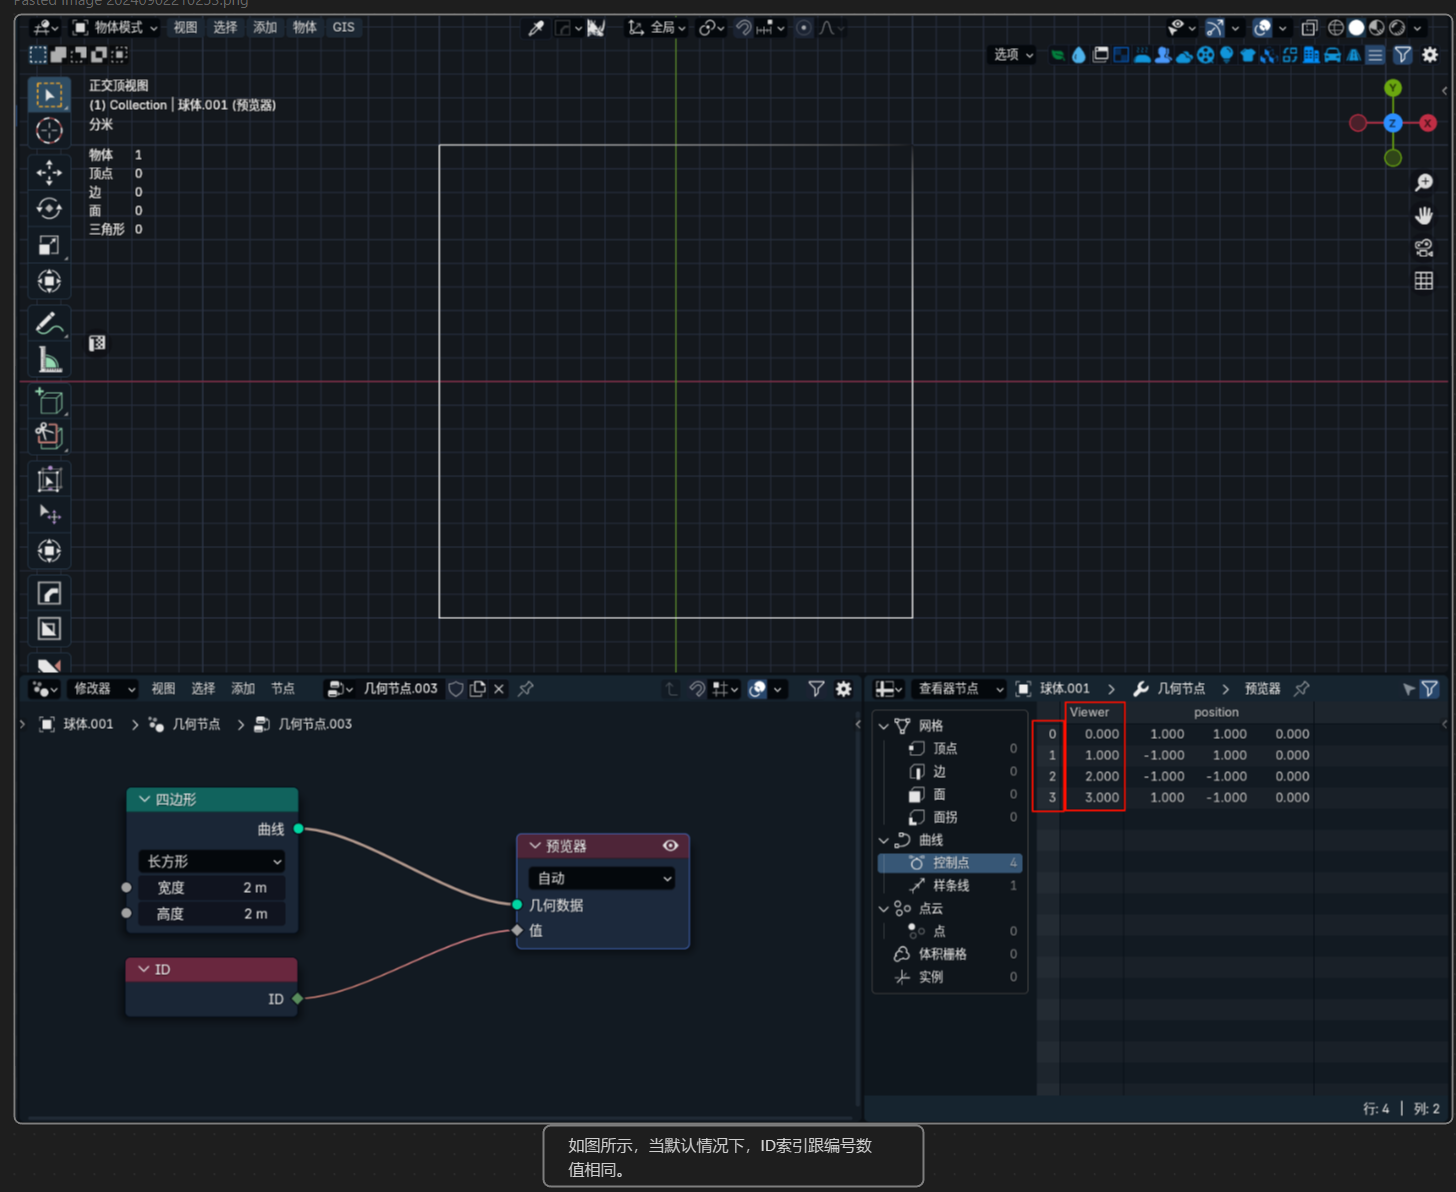 Pasted image 20240902210253.png
物体模式 视图 选择 添加 物体 GIS 全局
选项
正交顶视图
(1) Collection | 球体.001 (预览器)
分米
物体 1
顶点 0
边 0
面 0
三角形 0
Y
Z X
修改器 视图 选择 添加 节点 几何节点.003
球体.001 > 几何节点 > 几何节点.003
四边形
曲线
长方形
宽度 2 m
高度 2 m
ID
ID
预览器
自动
几何数据
值
查看器节点 球体.001 > 几何节点 > 预览器
网格
顶点 0
边 0
面 0
面拐 0
曲线
控制点 4
样条线 1
点云
点 0
体积栅格 0
实例 0
Viewer position
0 0.000 1.000 1.000 0.000
1 1.000 -1.000 1.000 0.000
2 2.000 -1.000 -1.000 0.000
3 3.000 1.000 -1.000 0.000
行: 4 | 列: 2
如图所示，当默认情况下，ID索引跟编号数
值相同。